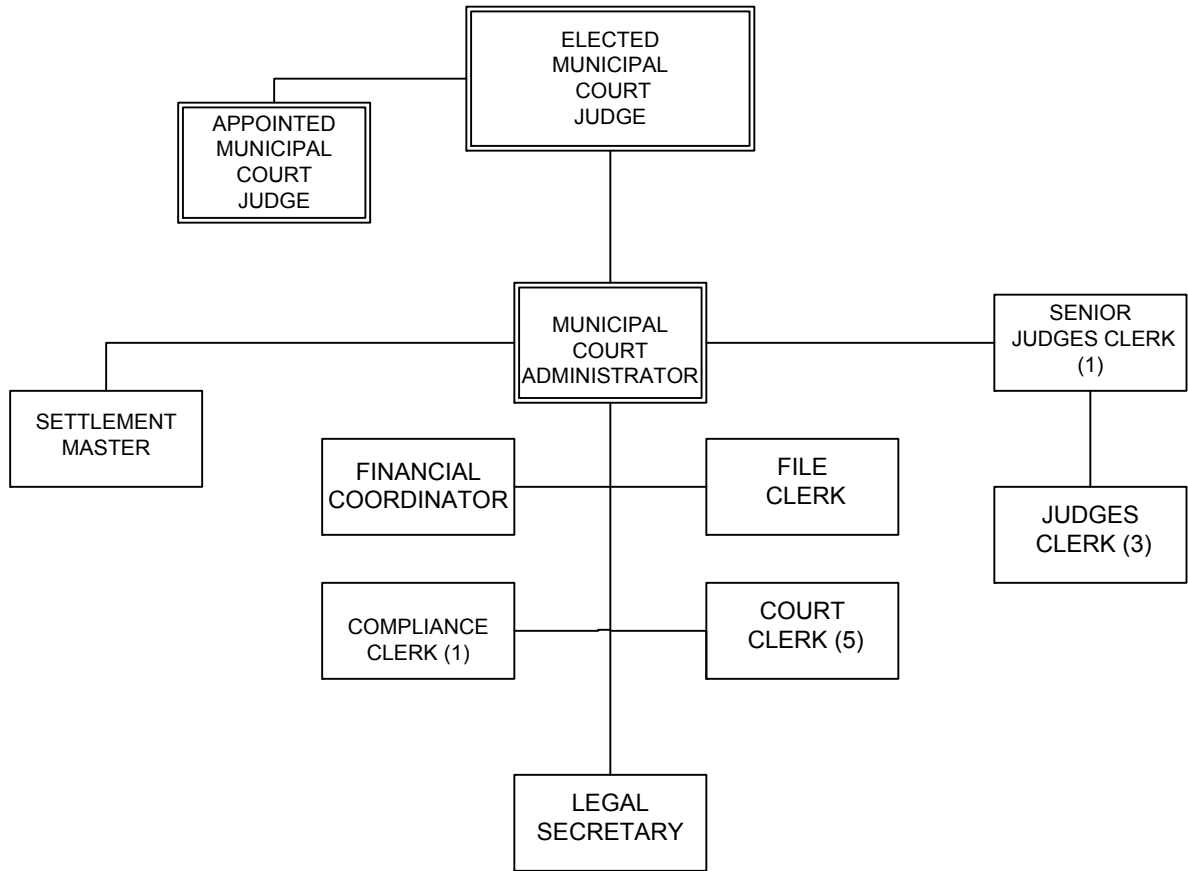 ELECTED
MUNICIPAL
COURT
JUDGE
APPOINTED
MUNICIPAL
COURT
JUDGE
MUNICIPAL
COURT
ADMINISTRATOR
SENIOR
JUDGES CLERK
(1)
SETTLEMENT
MASTER
FINANCIAL
COORDINATOR
FILE
CLERK
JUDGES
CLERK (3)
COMPLIANCE
CLERK (1)
COURT
CLERK (5)
LEGAL
SECRETARY